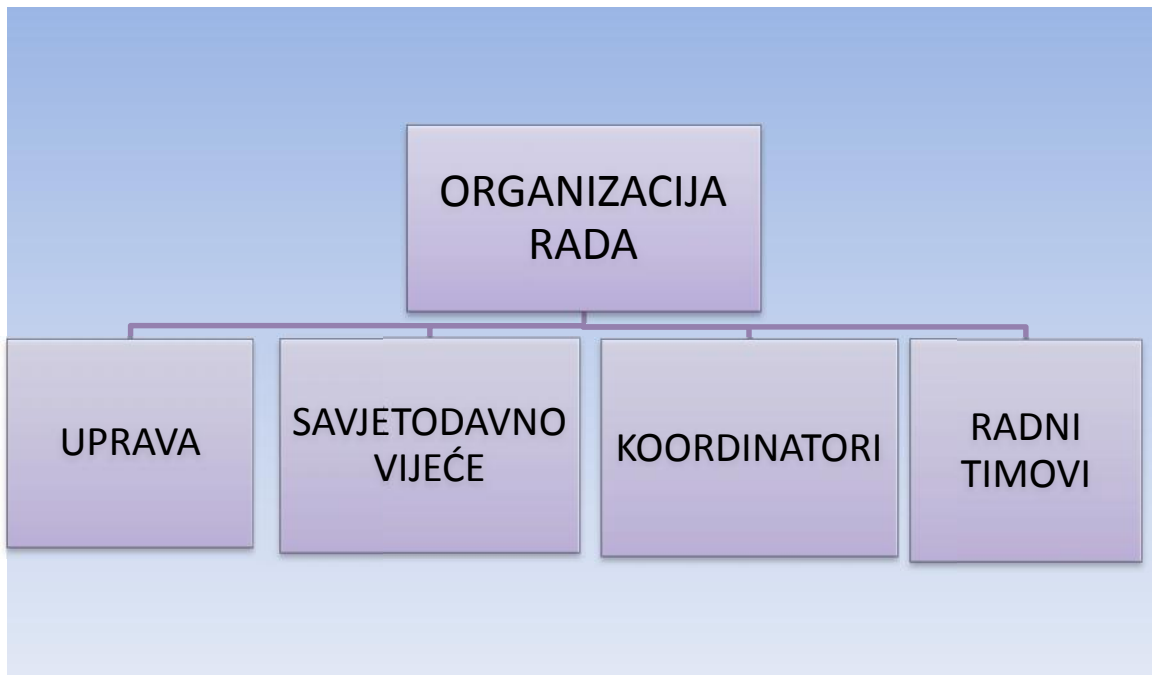 ORGANIZACIJA
RADA
UPRAVA
SAVJETODAVNO
VIJEĆE
KOORDINATORI
RADNI
TIMOVI